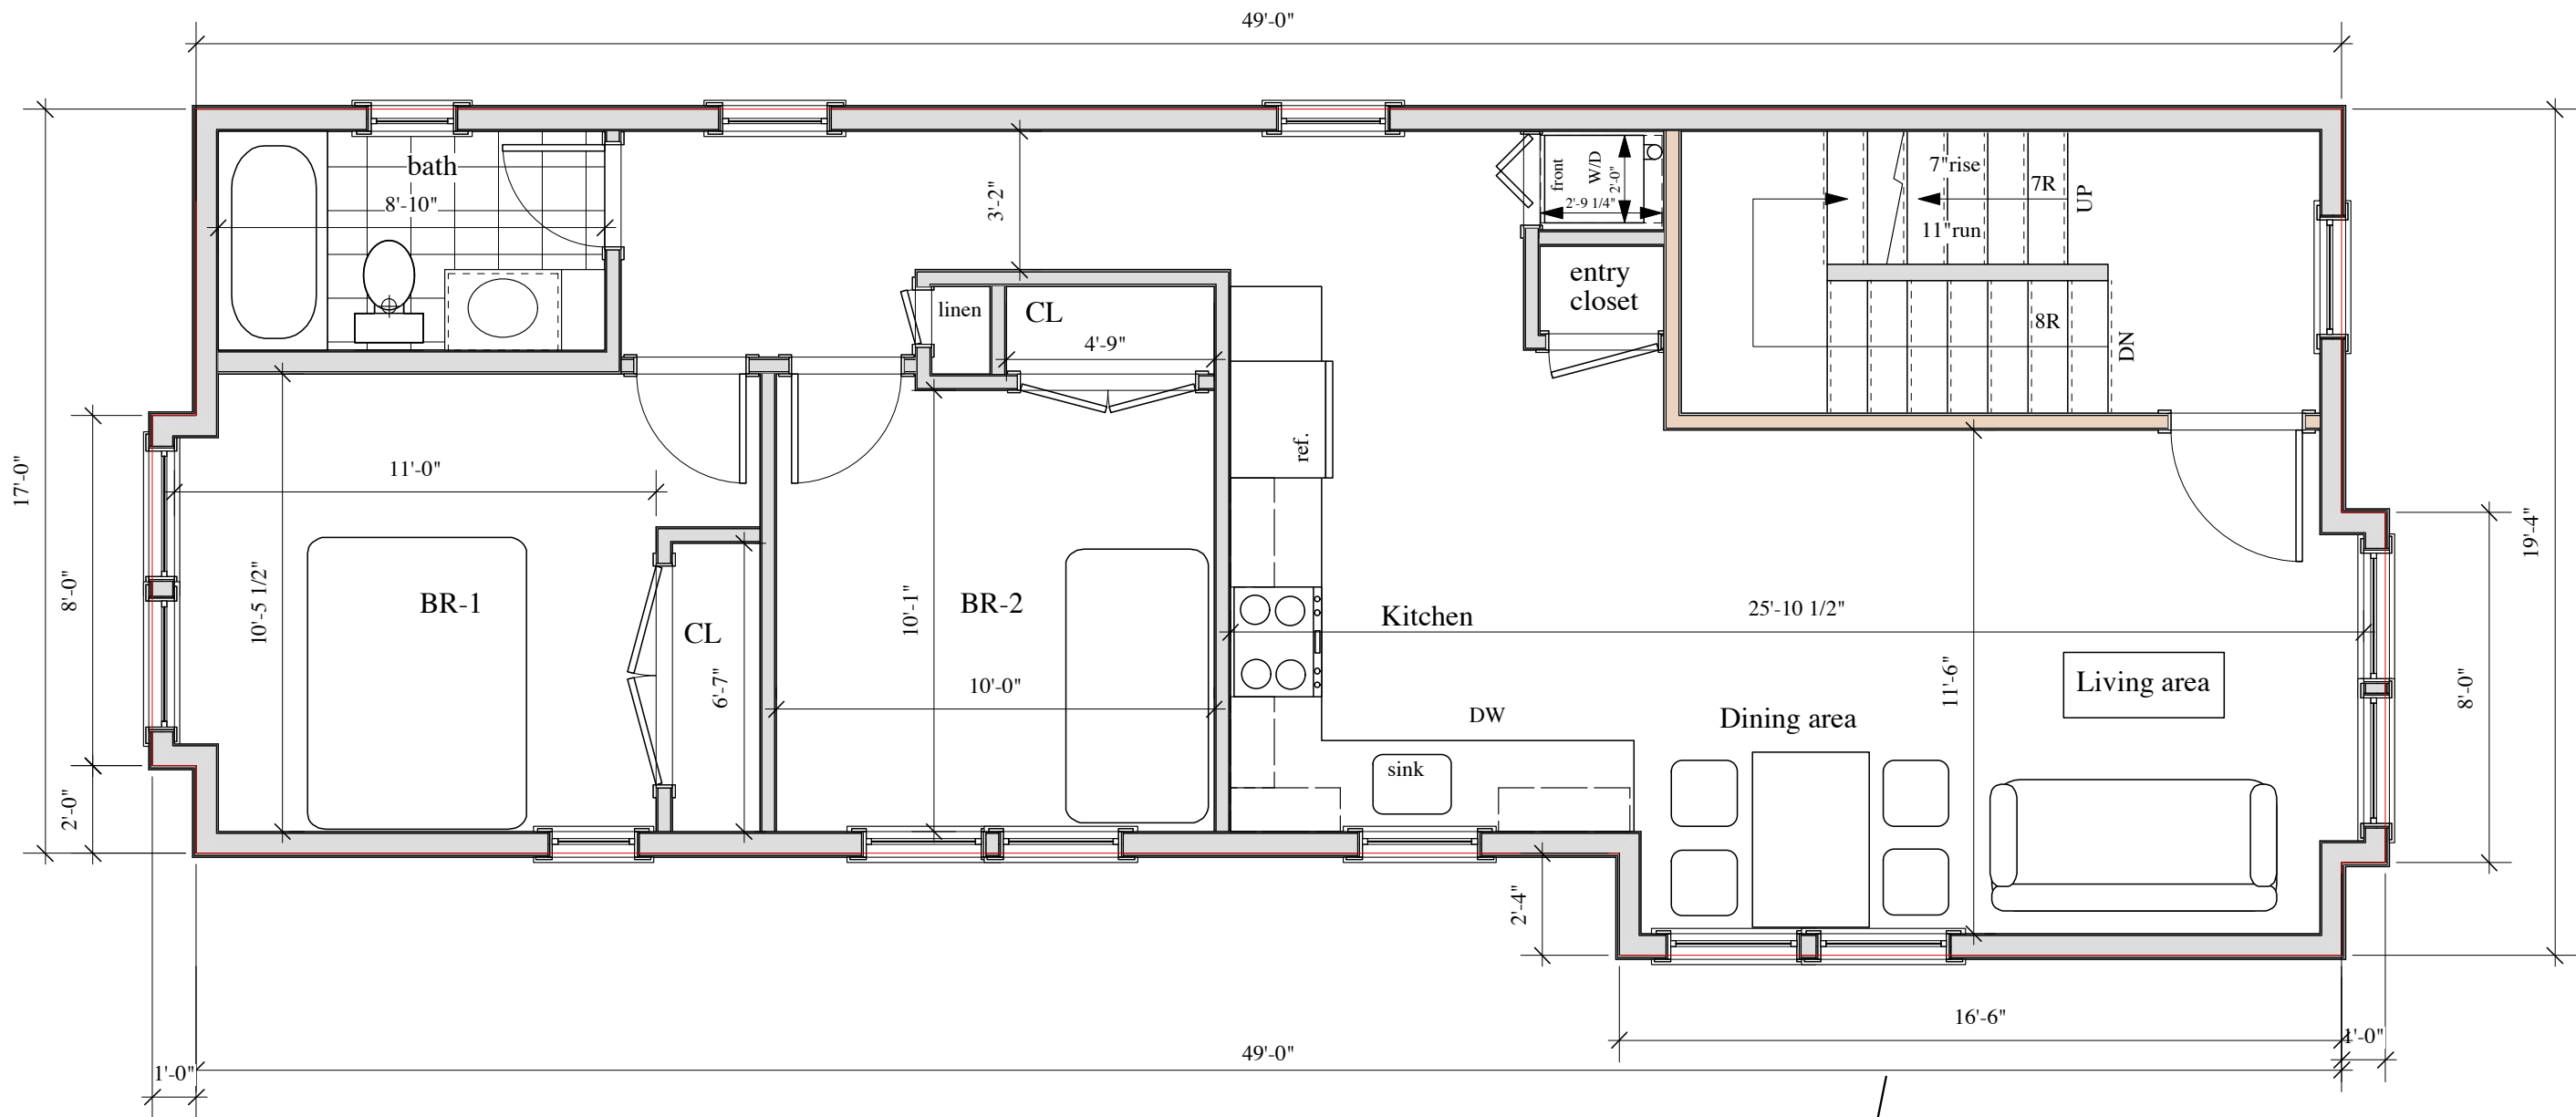 49'-0"
bath
8'-10"
3'-2"
front
W/D
2'-0"
2'-9 1/4"
7"rise
7R
UP
11"run
entry
closet
linen
CL
4'-9"
8R
DN
ref.
17'-0"
11'-0"
19'-4"
8'-0"
10'-5 1/2"
BR-1
CL
6'-7"
10'-1"
BR-2
10'-0"
Kitchen
25'-10 1/2"
11'-6"
Living area
8'-0"
DW
Dining area
sink
2'-0"
2'-4"
16'-6"
1'-0"
49'-0"
1'-0"